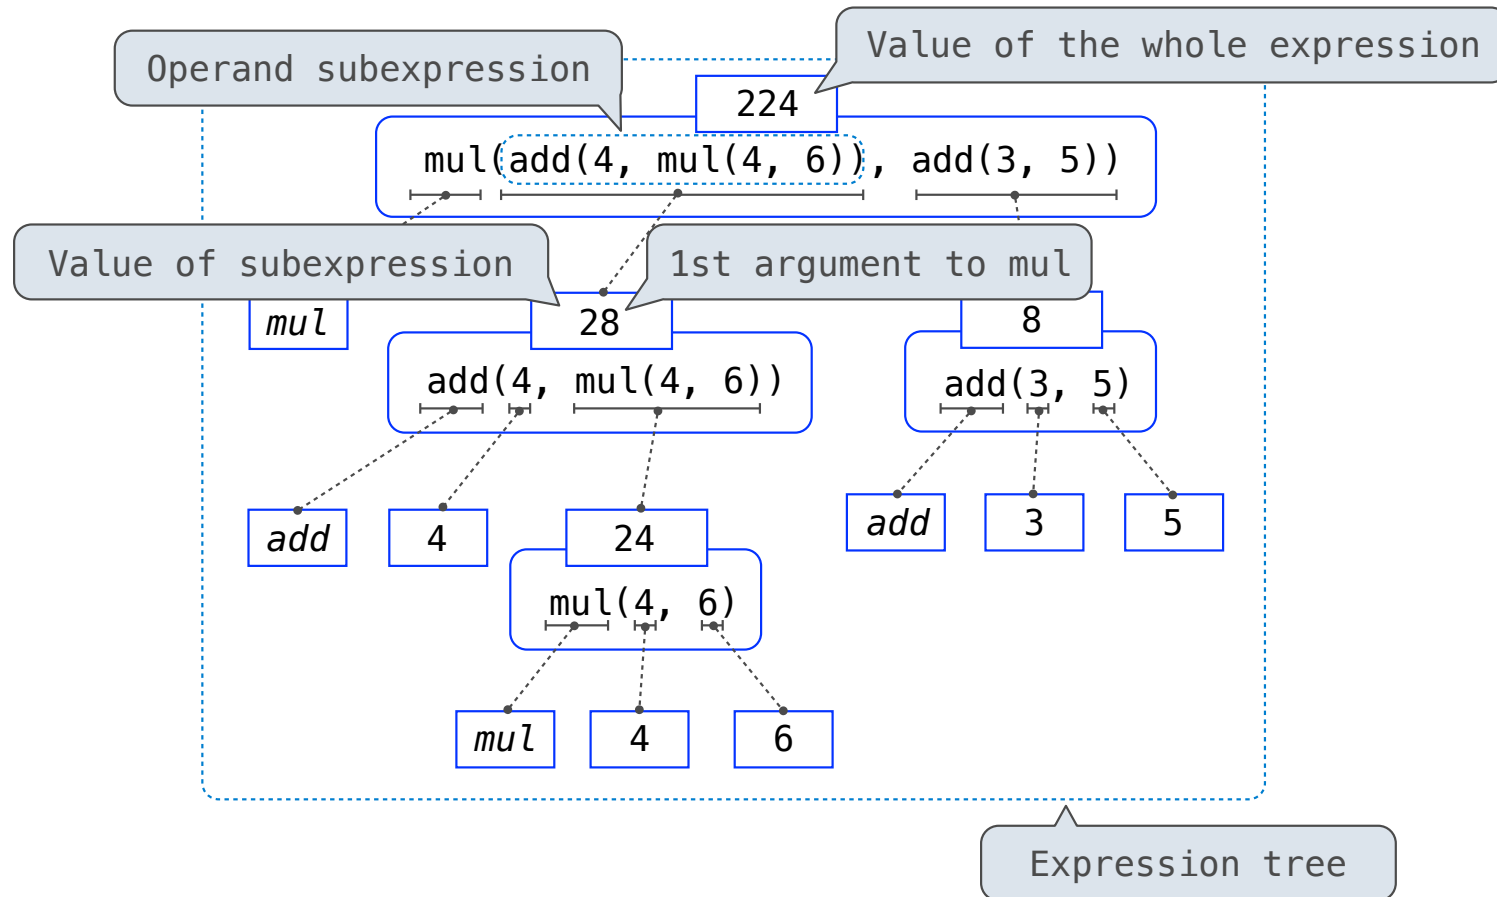 Value of the whole expression
Operand subexpression
224
mul(add(4, mul(4, 6)), add(3, 5))
Value of subexpression
1st argument to mul
mul
28
8
add(4, mul(4, 6))
add(3, 5)
add
4
24
add
3
5
mul(4, 6)
mul
4
6
Expression tree